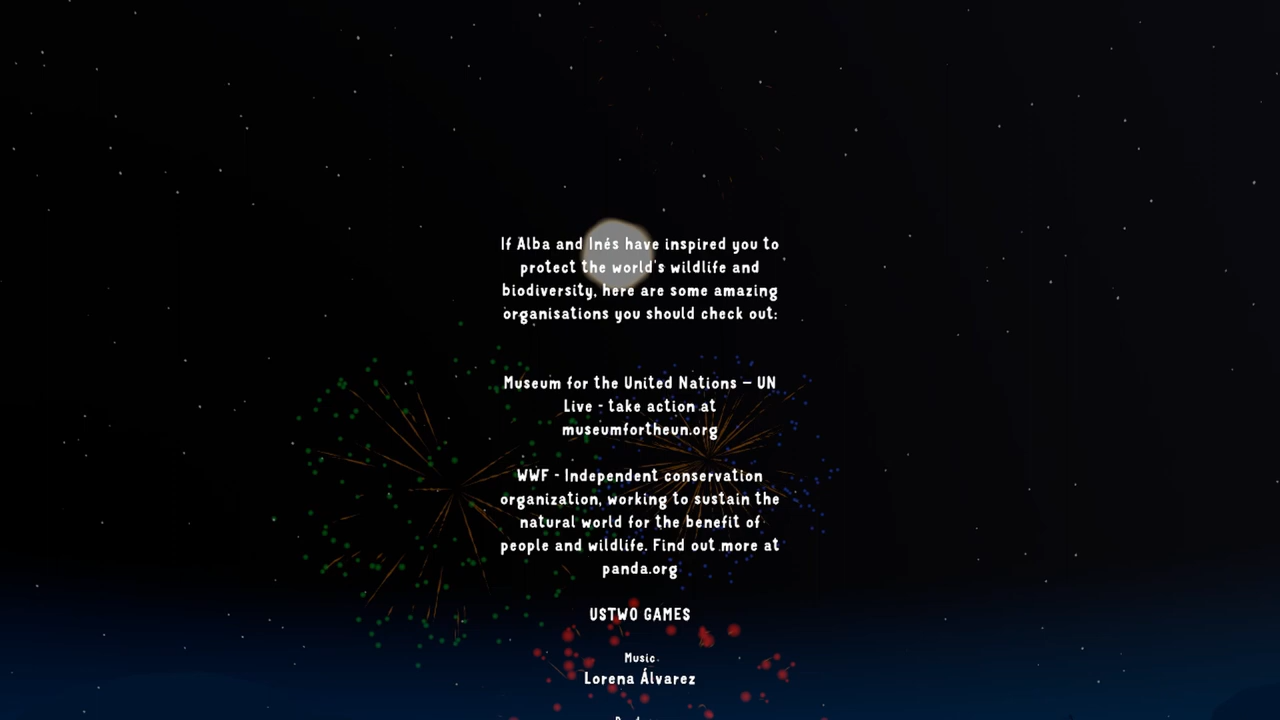 If Alba and Inés have inspired you to
protect the world's wildlife and
biodiversity, here are some amazing
organisations you should check out:
Museum for the United Nations – UN
Live - take action at
museumfortheun.org
WWF - Independent conservation
organization, working to sustain the
natural world for the benefit of
people and wildlife. Find out more at
panda.org
USTWO GAMES
Music
Lorena Álvarez